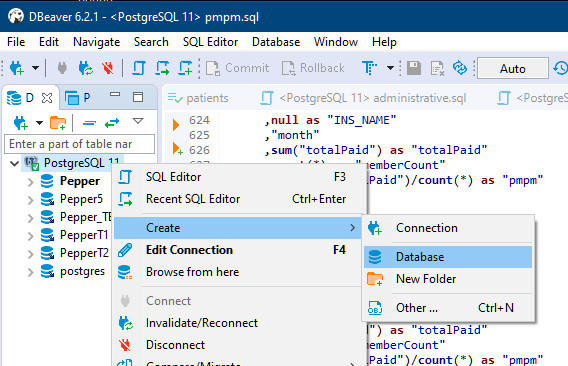 DBeaver 6.2.1 - <PostgreSQL 11> pmpm.sql
File Edit Navigate Search SQL Editor Database Window Help
Commit Rollback Auto
D P patients <PostgreSQL 11> administrative.sql <PostgreS
Enter a part of table nar
PostgreSQL 11
Pepper
Pepper5
Pepper_TE
PepperT1
PepperT2
postgres
624 ,null as "INS_NAME"
625 ,"month"
626 ,sum("totalPaid") as "totalPaid"
627 emberCount"
Paid")/count(*) as "pmpm"
SQL Editor F3
Recent SQL Editor Ctrl+Enter
Create
Edit Connection F4
Browse from here
Connect
Invalidate/Reconnect
Disconnect
Compare/Migrate
Connection
Database
New Folder
Other ... Ctrl+N
) as "totalPaid"
emberCount"
Paid")/count(*) as "pmpm"